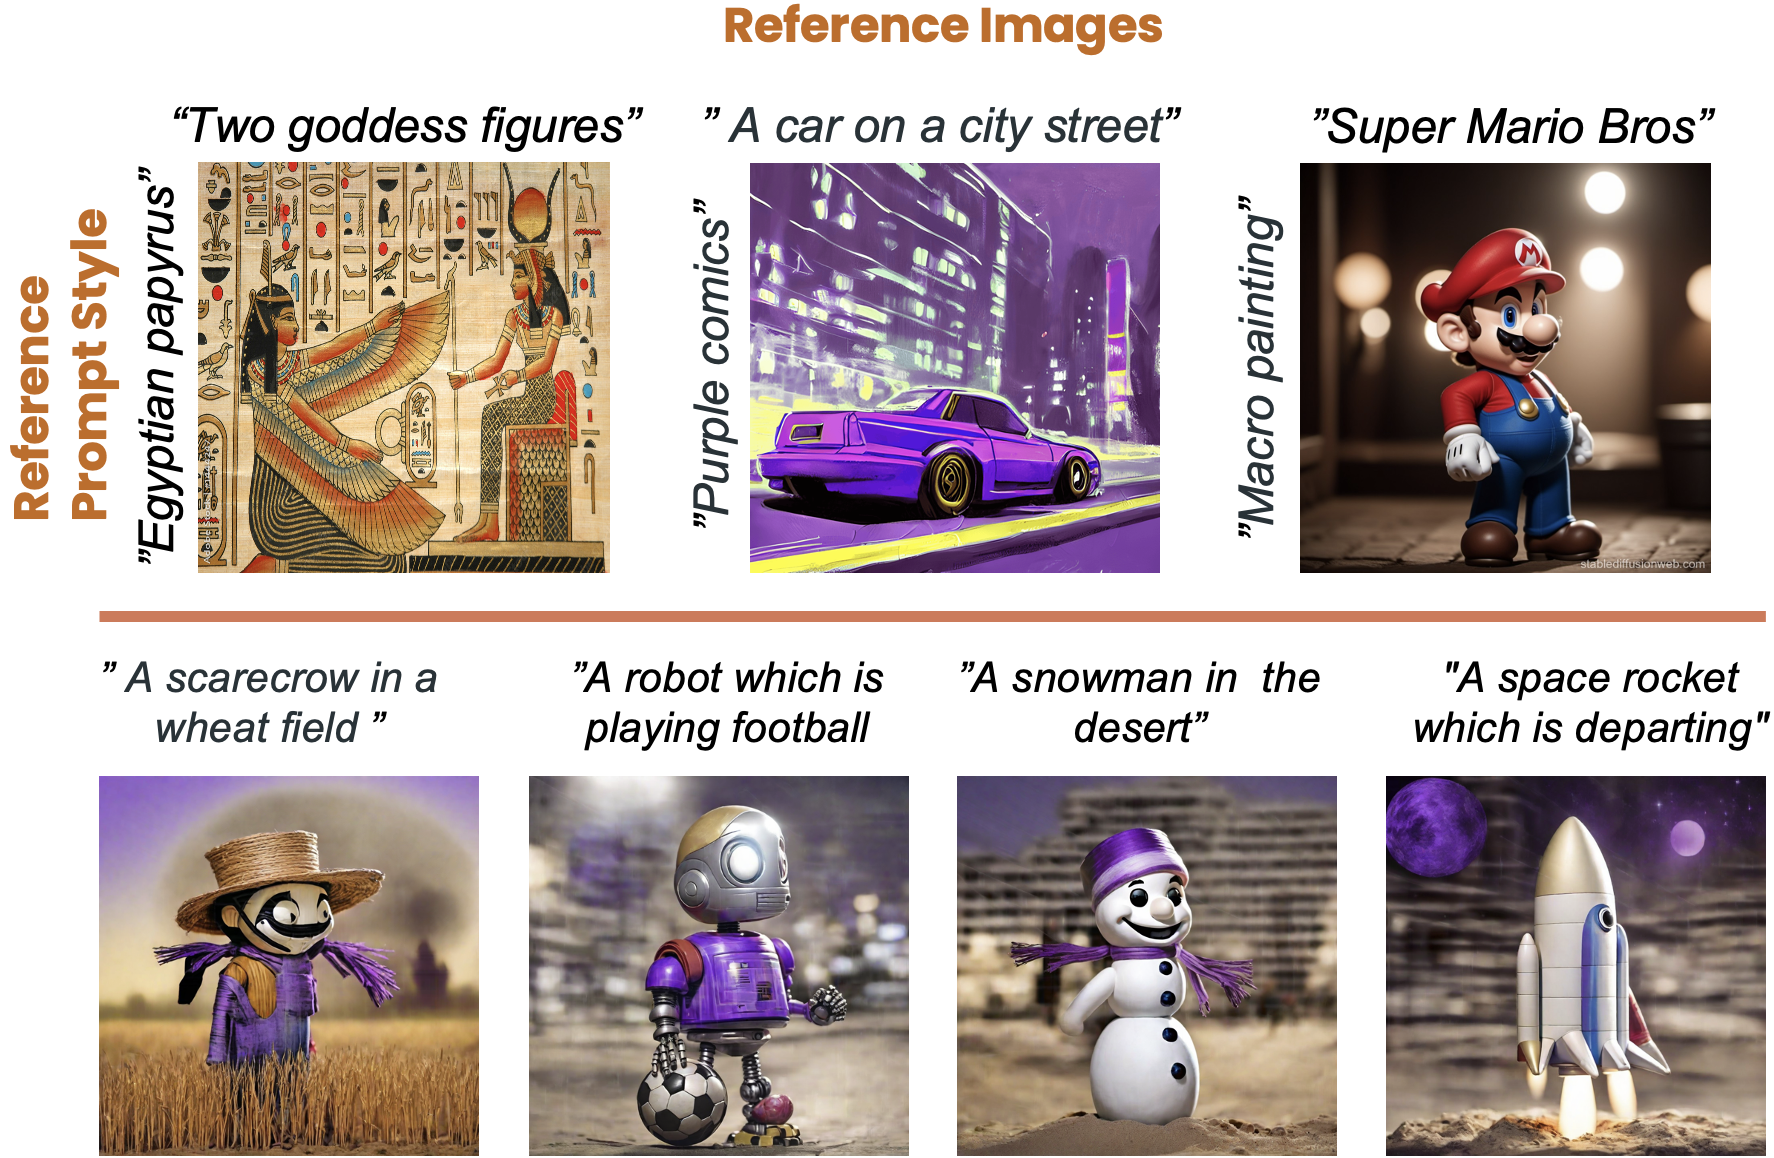 Reference Images
Reference
Prompt Style
“Two goddess figures”
” A car on a city street”
”Super Mario Bros”
”Egyptian papyrus”
”Purple comics”
”Macro painting”
M
stablediffusionweb.com
” A scarecrow in a
wheat field ”
”A robot which is
playing football
”A snowman in  the
desert”
"A space rocket
which is departing"